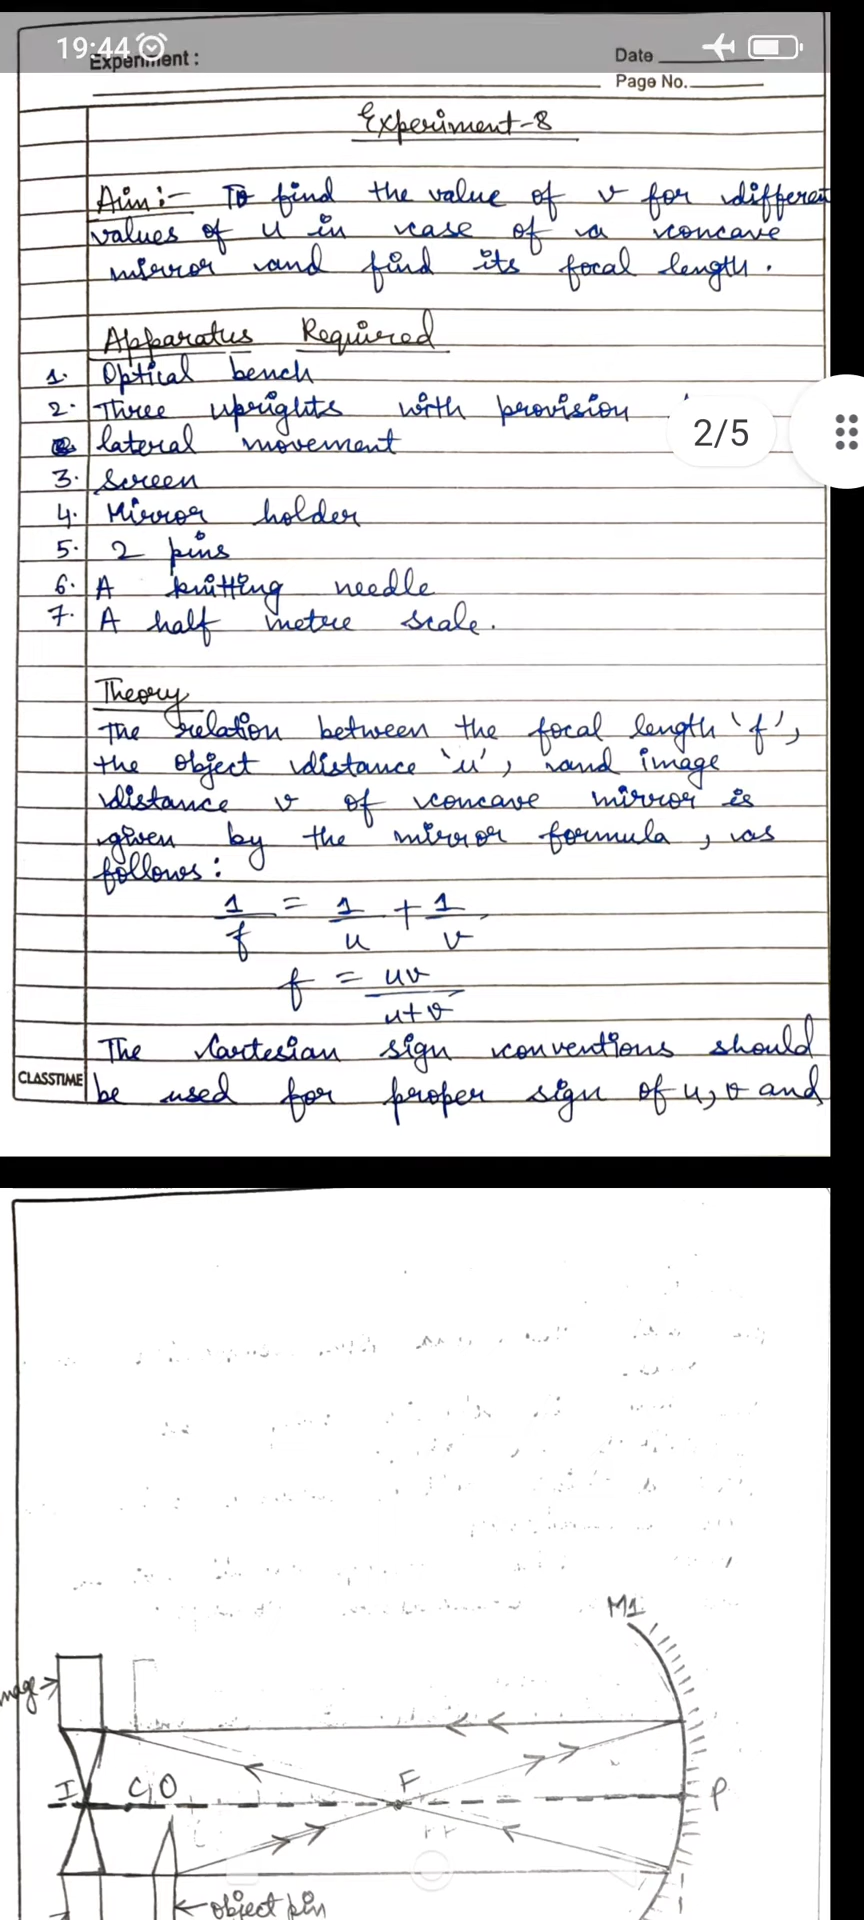 19:44
Experiment :
Date
Page No.
Experiment-8
Aim:- To find the value of v for different
values of u in case of a concave
mirror and find its focal length.
Apparatus Required
1. Optical bench
2. Three uprights with provision
lateral movement
2/5
3. Screen
4. Mirror holder
5. 2 pins
6. A knitting needle
7. A half metre scale.
Theory
The relation between the focal length 'f',
the object distance 'u', and image
distance v of concave mirror is
given by the mirror formula, as
follows:
1/f = 1/u + 1/v
f = uv/u+v
The Cartesian sign conventions should
be used for proper sign of u, v and
CLASSTIME
M1
I C O F P
object pin